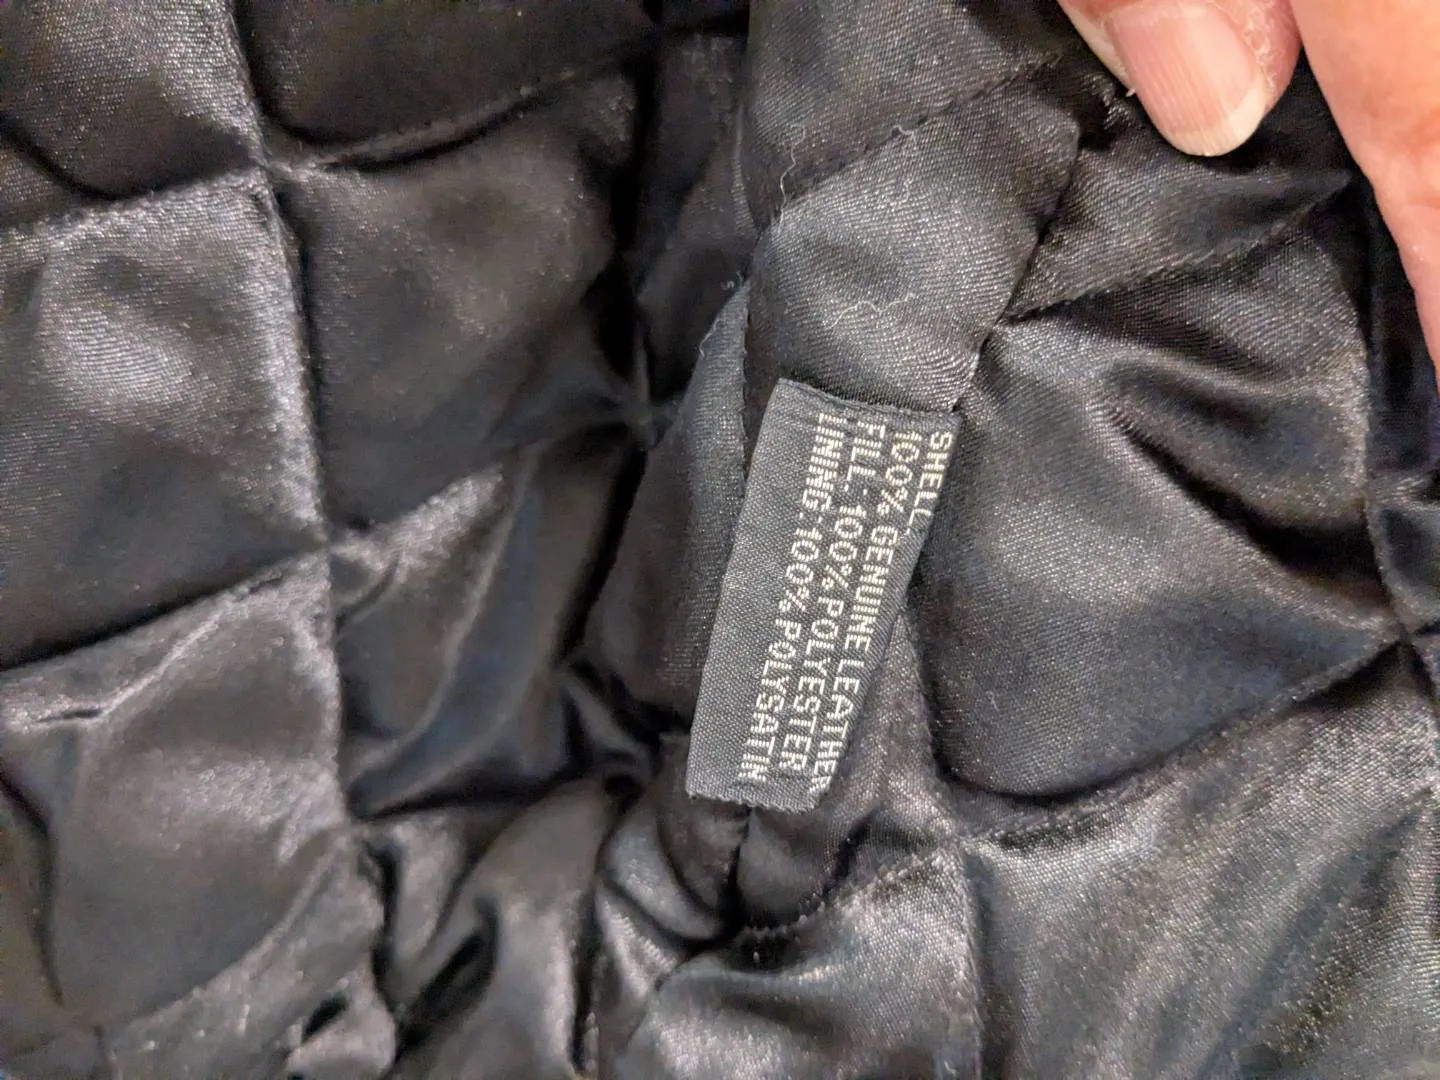 SHELL
100% GENUINE LEATHER
FILL:100% POLYESTER
LINING:100% POLYSATIN